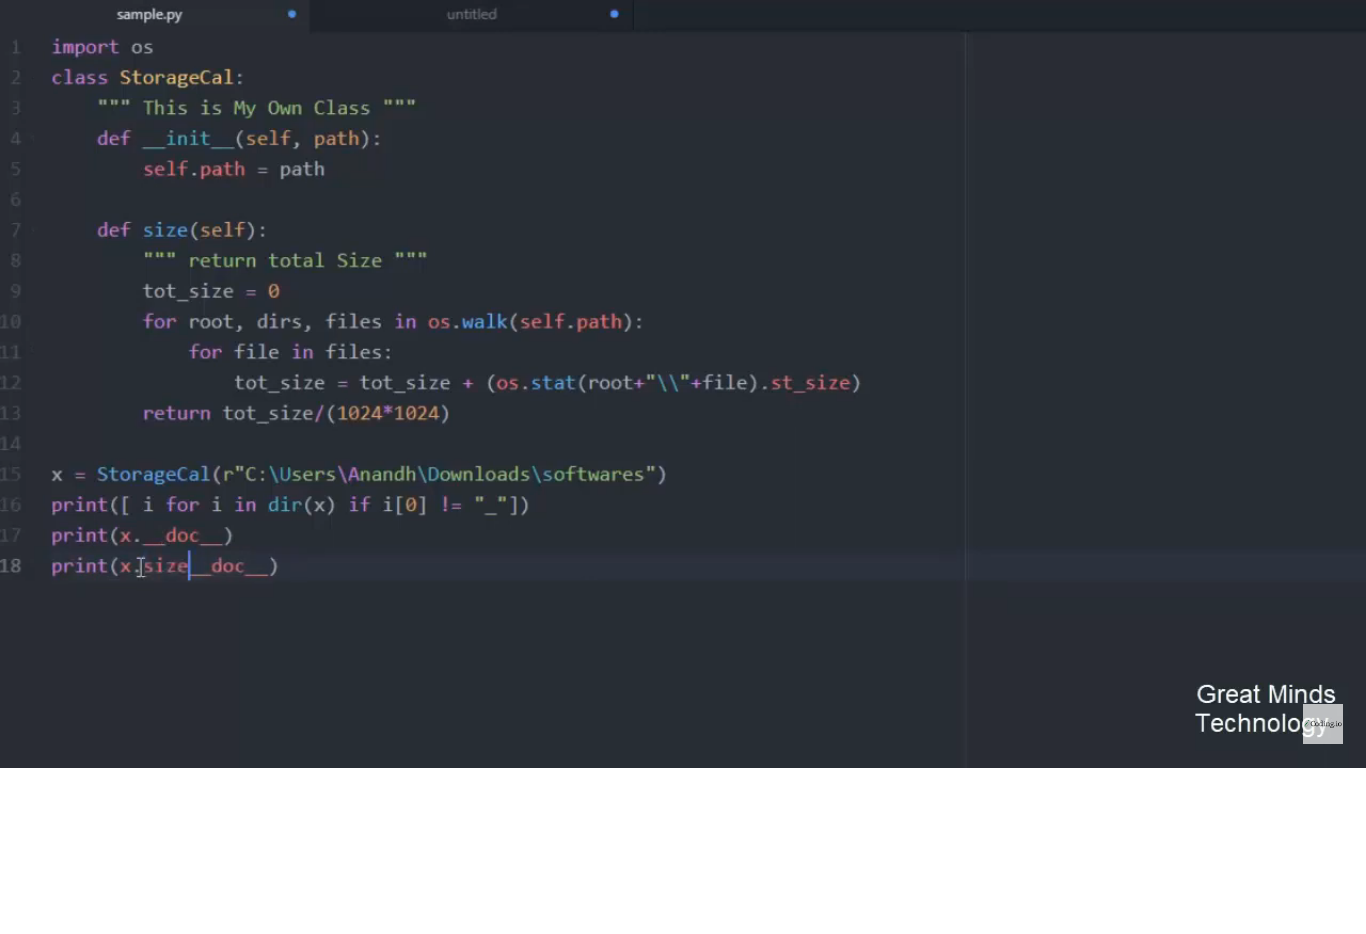 sample.py
untitled
1 import os
2 class StorageCal:
3 """ This is My Own Class """
4 def __init__(self, path):
5 self.path = path
6
7 def size(self):
8 """ return total Size """
9 tot_size = 0
10 for root, dirs, files in os.walk(self.path):
11 for file in files:
12 tot_size = tot_size + (os.stat(root+"\\"+file).st_size)
13 return tot_size/(1024*1024)
14
15 x = StorageCal(r"C:\Users\Anandh\Downloads\softwares")
16 print([ i for i in dir(x) if i[0] != "_"])
17 print(x.__doc__)
18 print(x.size__doc__)
Great Minds
Technology
Coding.io